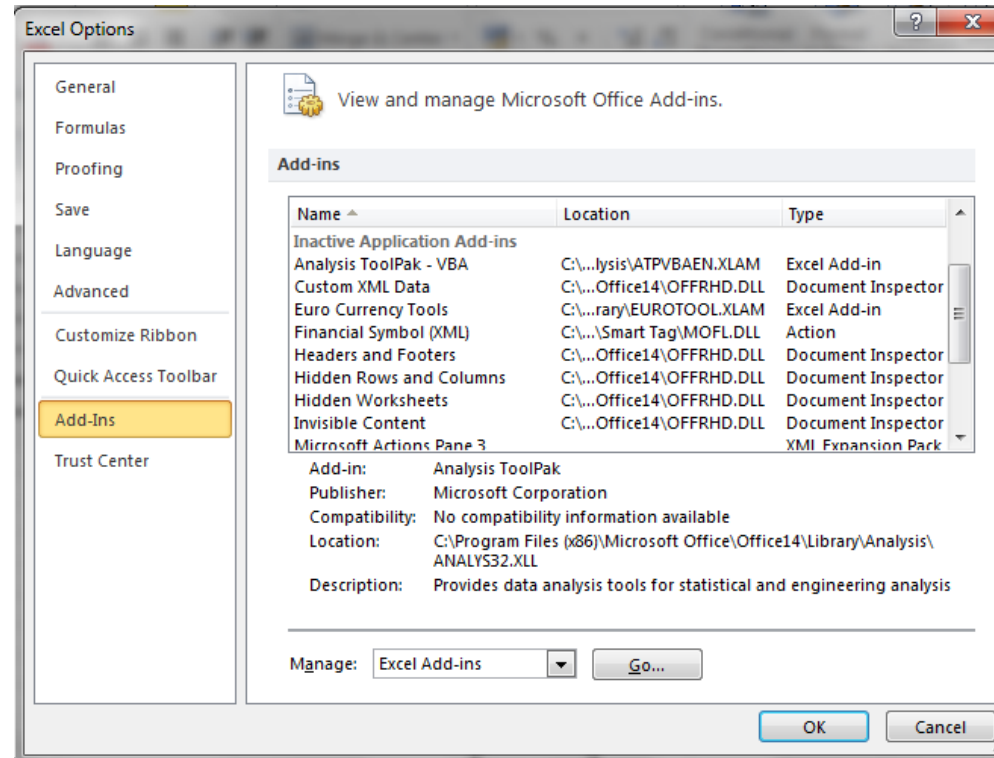 Excel Options
General
Formulas
Proofing
Save
Language
Advanced
Customize Ribbon
Quick Access Toolbar
Add-Ins
Trust Center
View and manage Microsoft Office Add-ins.
Add-ins
Name Location Type
Inactive Application Add-ins
Analysis ToolPak - VBA C:\...lysis\ATPVBAEN.XLAM Excel Add-in
Custom XML Data C:\...Office14\OFFRHD.DLL Document Inspector
Euro Currency Tools C:\...rary\EUROTOOL.XLAM Excel Add-in
Financial Symbol (XML) C:\...\Smart Tag\MOFL.DLL Action
Headers and Footers C:\...Office14\OFFRHD.DLL Document Inspector
Hidden Rows and Columns C:\...Office14\OFFRHD.DLL Document Inspector
Hidden Worksheets C:\...Office14\OFFRHD.DLL Document Inspector
Invisible Content C:\...Office14\OFFRHD.DLL Document Inspector
Microsoft Actions Pane 3 XML Expansion Pack
Add-in: Analysis ToolPak
Publisher: Microsoft Corporation
Compatibility: No compatibility information available
Location: C:\Program Files (x86)\Microsoft Office\Office14\Library\Analysis\
ANALYS32.XLL
Description: Provides data analysis tools for statistical and engineering analysis
Manage: Excel Add-ins Go...
OK Cancel